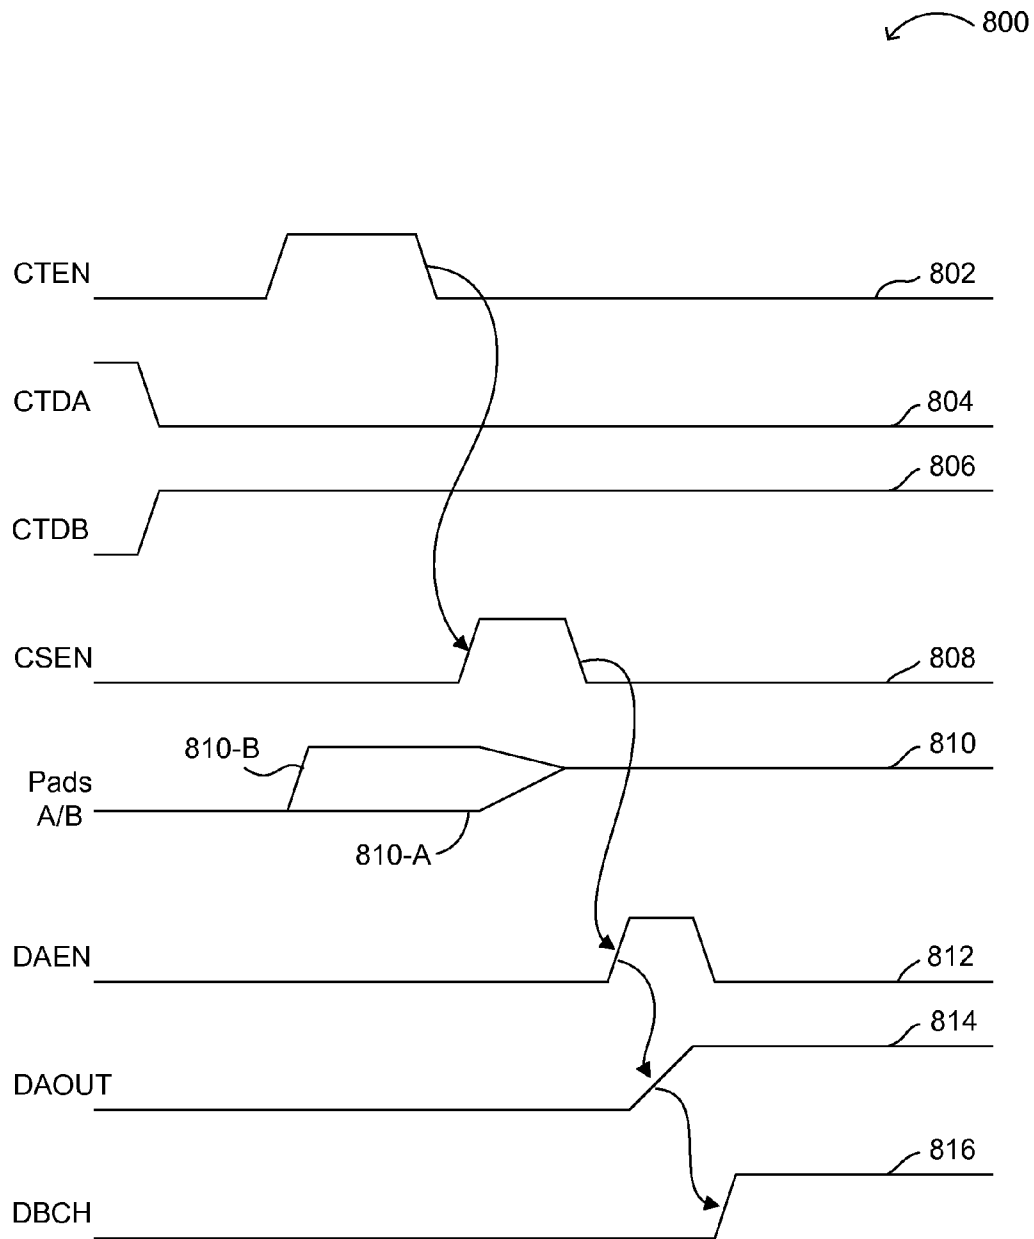 800
CTEN
802
CTDA
804
806
CTDB
CSEN
808
810-B
810
Pads
A/B
810-A
DAEN
812
814
DAOUT
816
DBCH